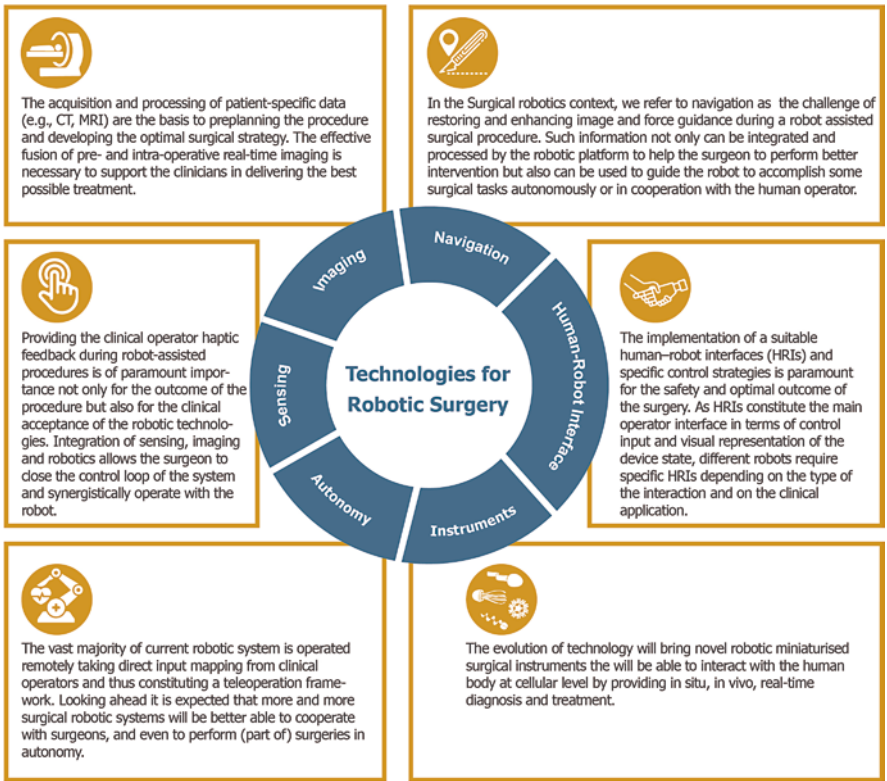 The acquisition and processing of patient-specific data
(e.g., CT, MRI) are the basis to preplanning the procedure
and developing the optimal surgical strategy. The effective
fusion of pre- and intra-operative real-time imaging is
necessary to support the clinicians in delivering the best
possible treatment.
In the Surgical robotics context, we refer to navigation as the challenge of
restoring and enhancing image and force guidance during a robot assisted
surgical procedure. Such information not only can be integrated and
processed by the robotic platform to help the surgeon to perform better
intervention but also can be used to guide the robot to accomplish some
surgical tasks autonomously or in cooperation with the human operator.
Imaging
Navigation
Providing the clinical operator haptic
feedback during robot-assisted
procedures is of paramount impor-
tance not only for the outcome of the
procedure but also for the clinical
acceptance of the robotic technolo-
gies. Integration of sensing, imaging
and robotics allows the surgeon to
close the control loop of the system
and synergistically operate with the
robot.
Sensing
Technologies for
Robotic Surgery
Human-Robot Interface
The implementation of a suitable
human–robot interfaces (HRIs) and
specific control strategies is paramount
for the safety and optimal outcome of
the surgery. As HRIs constitute the main
operator interface in terms of control
input and visual representation of the
device state, different robots require
specific HRIs depending on the type of
the interaction and on the clinical
application.
Autonomy
Instruments
The vast majority of current robotic system is operated
remotely taking direct input mapping from clinical
operators and thus constituting a teleoperation frame-
work. Looking ahead it is expected that more and more
surgical robotic systems will be better able to cooperate
with surgeons, and even to perform (part of) surgeries in
autonomy.
The evolution of technology will bring novel robotic miniaturised
surgical instruments the will be able to interact with the human
body at cellular level by providing in situ, in vivo, real-time
diagnosis and treatment.